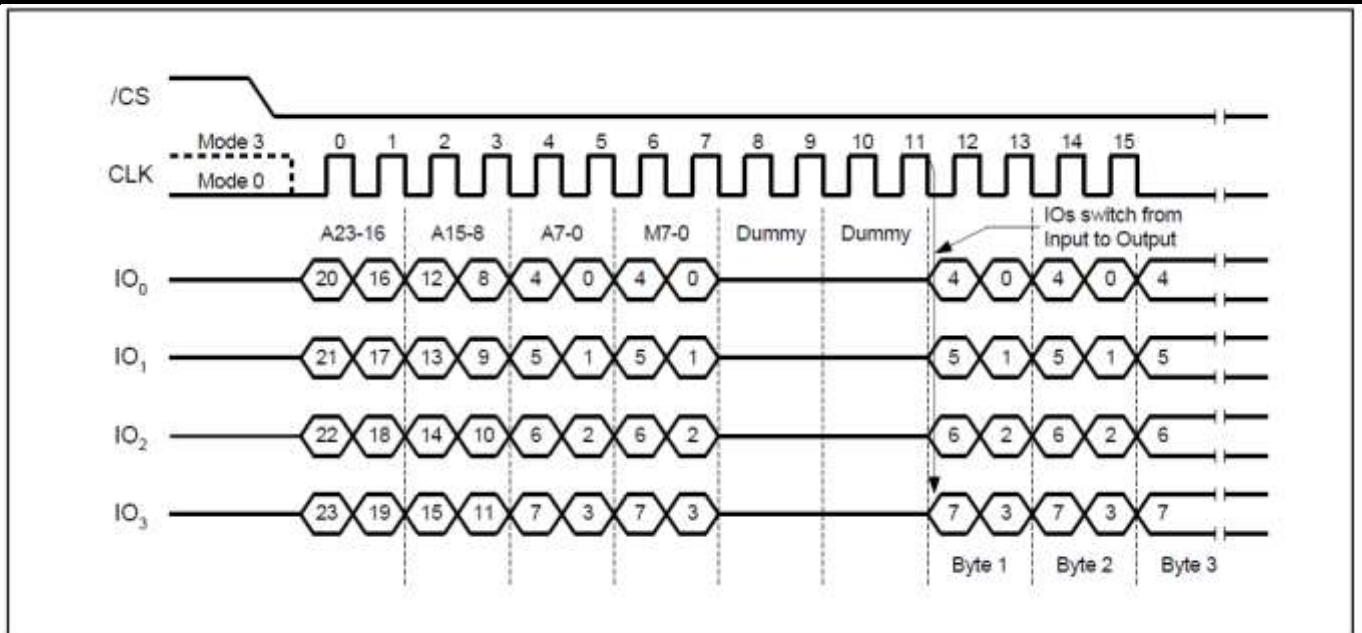 /CS
Mode 3 0 1 2 3 4 5 6 7 8 9 10 11 12 13 14 15
CLK
Mode 0
IOs switch from
Input to Output
A23-16 A15-8 A7-0 M7-0 Dummy Dummy
IO0 20 16 12 8 4 0 4 0 4 0 4 0 4
IO1 21 17 13 9 5 1 5 1 5 1 5 1 5
IO2 22 18 14 10 6 2 6 2 6 2 6 2 6
IO3 23 19 15 11 7 3 7 3 7 3 7 3 7
Byte 1 Byte 2 Byte 3